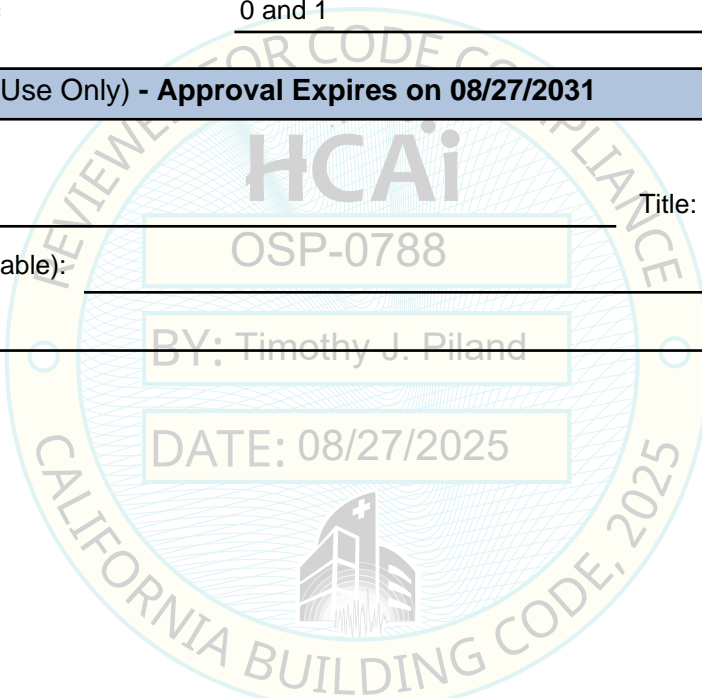 0 and 1
Use Only) - Approval Expires on 08/27/2031
REVIEWED FOR CODE COMPLIANCE
HCAi
Title:
OSP-0788
able):
BY: Timothy J. Piland
DATE: 08/27/2025
CALIFORNIA BUILDING CODE, 2025